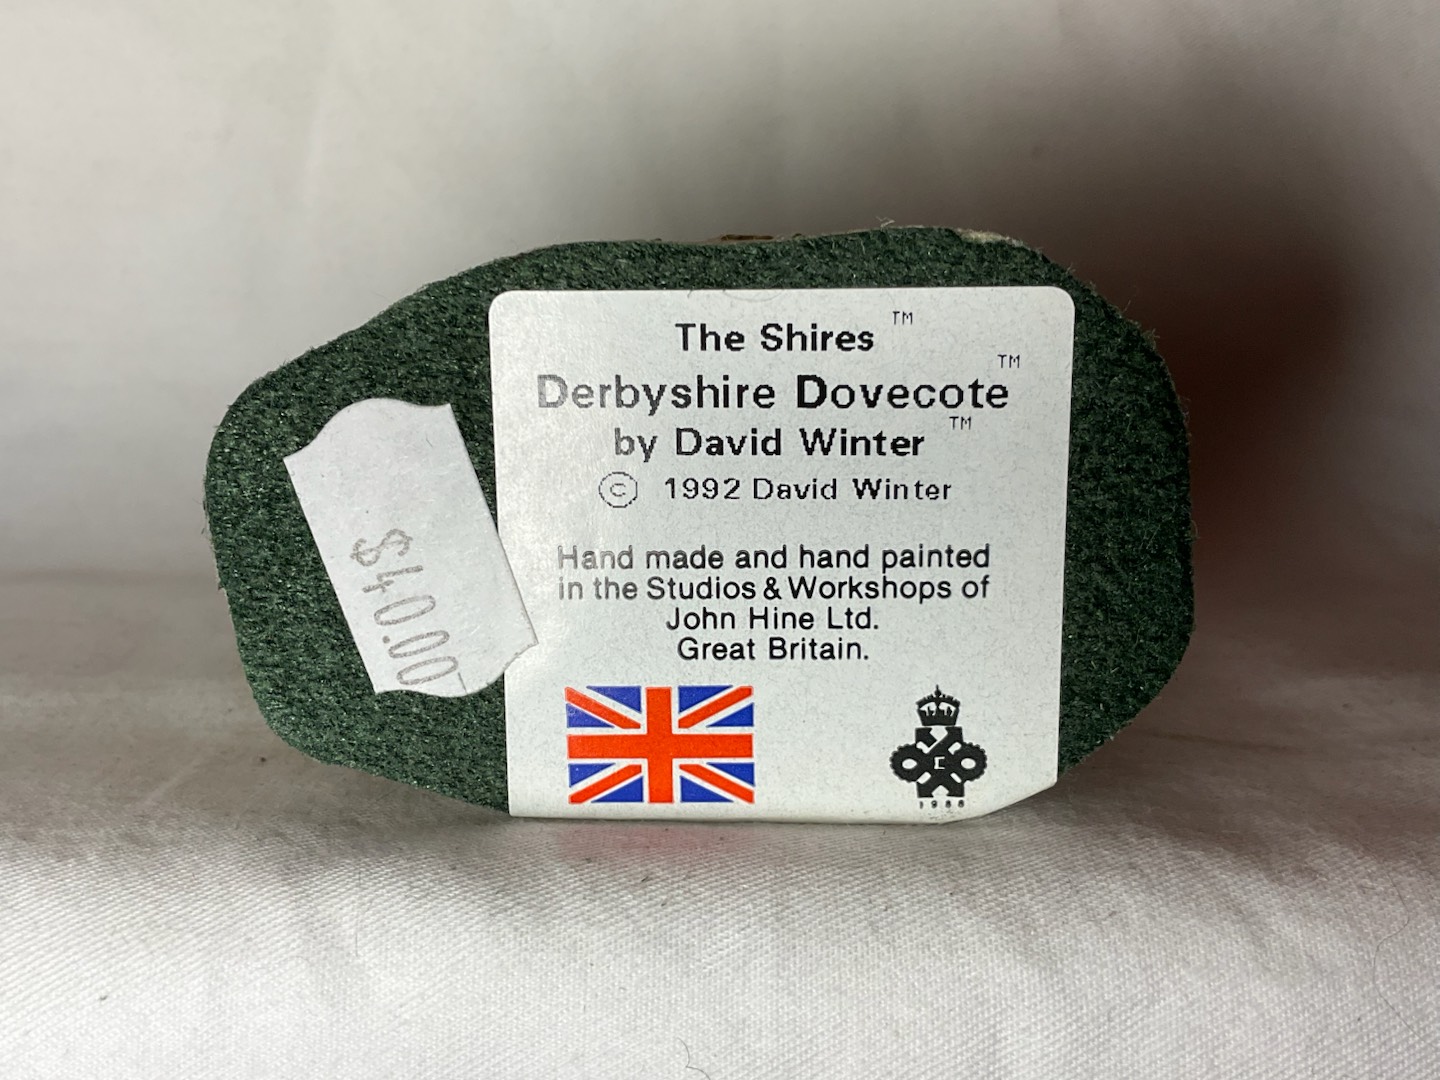 The Shires™
Derbyshire Dovecote™
by David Winter™
© 1992 David Winter
Hand made and hand painted
in the Studios & Workshops of
John Hine Ltd.
Great Britain.
E
1988
$40.00